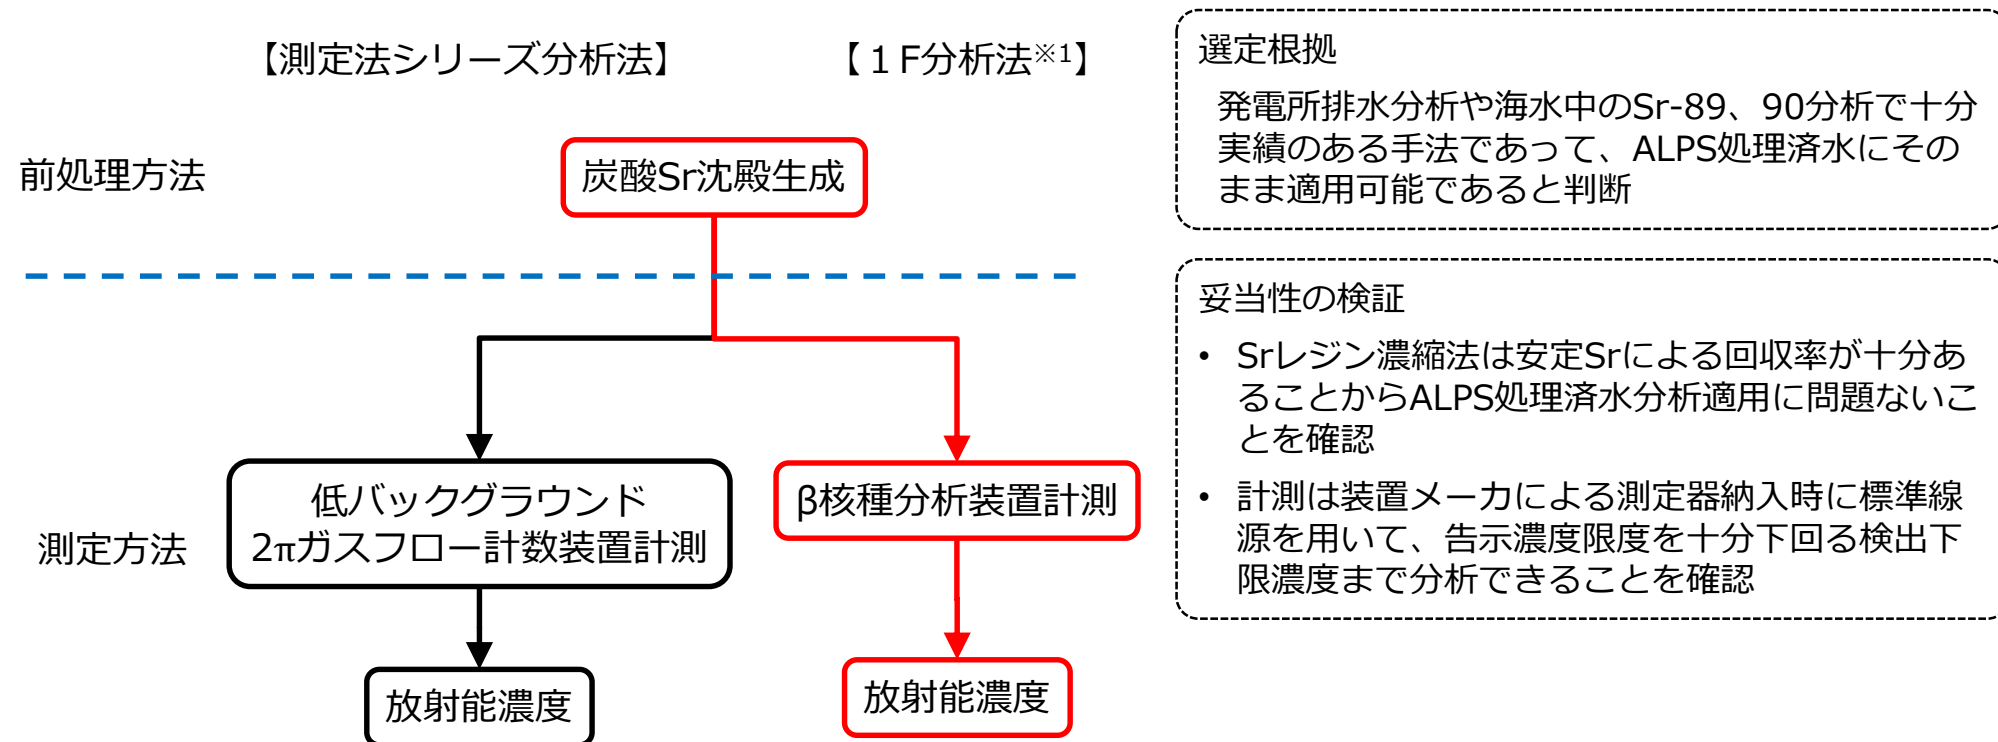 【測定法シリーズ分析法】
【１F分析法※1】
前処理方法
炭酸Sr沈殿生成
測定方法
低バックグラウンド
2πガスフロー計数装置計測
β核種分析装置計測
放射能濃度
放射能濃度
選定根拠
発電所排水分析や海水中のSr-89、90分析で十分
実績のある手法であって、ALPS処理済水にその
まま適用可能であると判断
妥当性の検証
• Srレジン濃縮法は安定Srによる回収率が十分あ
ることからALPS処理済水分析適用に問題ないこ
とを確認
• 計測は装置メーカによる測定器納入時に標準線
源を用いて、告示濃度限度を十分下回る検出下
限濃度まで分析できることを確認